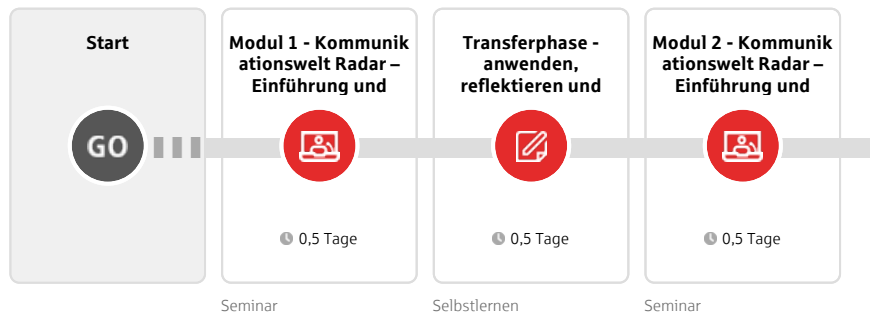 Start
Modul 1 - Kommunik
ationswelt Radar –
Einführung und
Transferphase -
anwenden,
reflektieren und
Modul 2 - Kommunik
ationswelt Radar –
Einführung und
GO
0,5 Tage
0,5 Tage
0,5 Tage
Seminar
Selbstlernen
Seminar